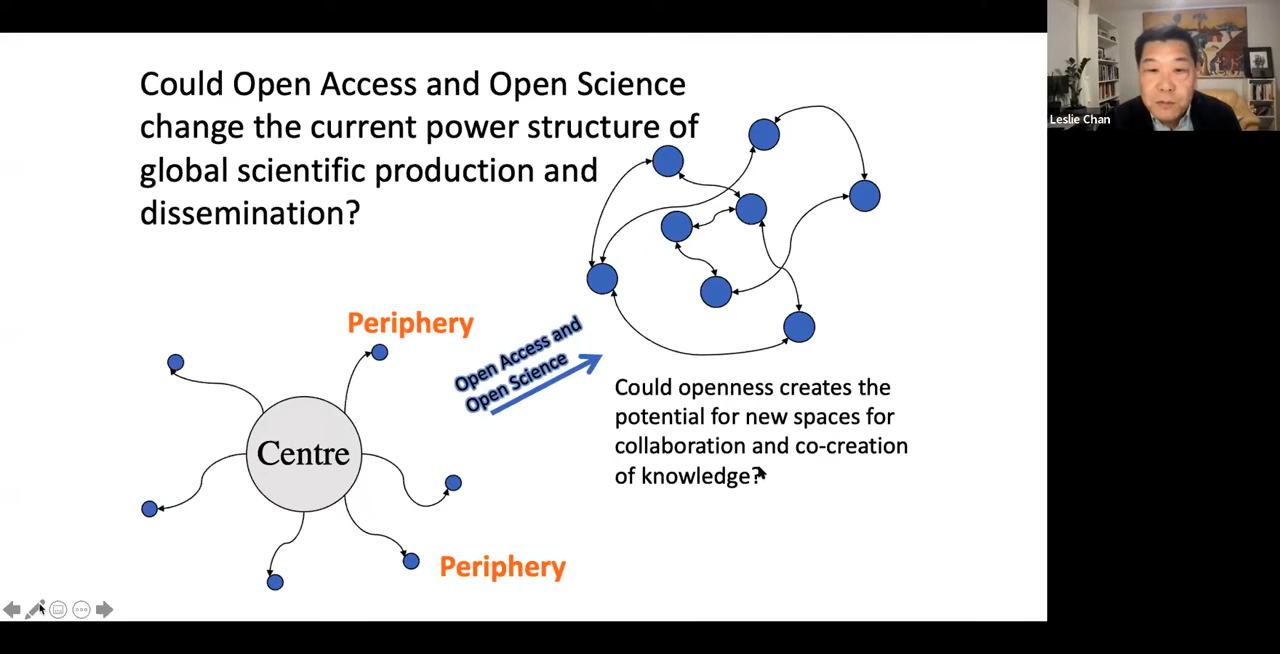 Could Open Access and Open Science
change the current power structure of
global scientific production and
dissemination?
Leslie Chan
Periphery
Open Access and
Open Science
Could openness creates the
potential for new spaces for
collaboration and co-creation
of knowledge?
Centre
Periphery